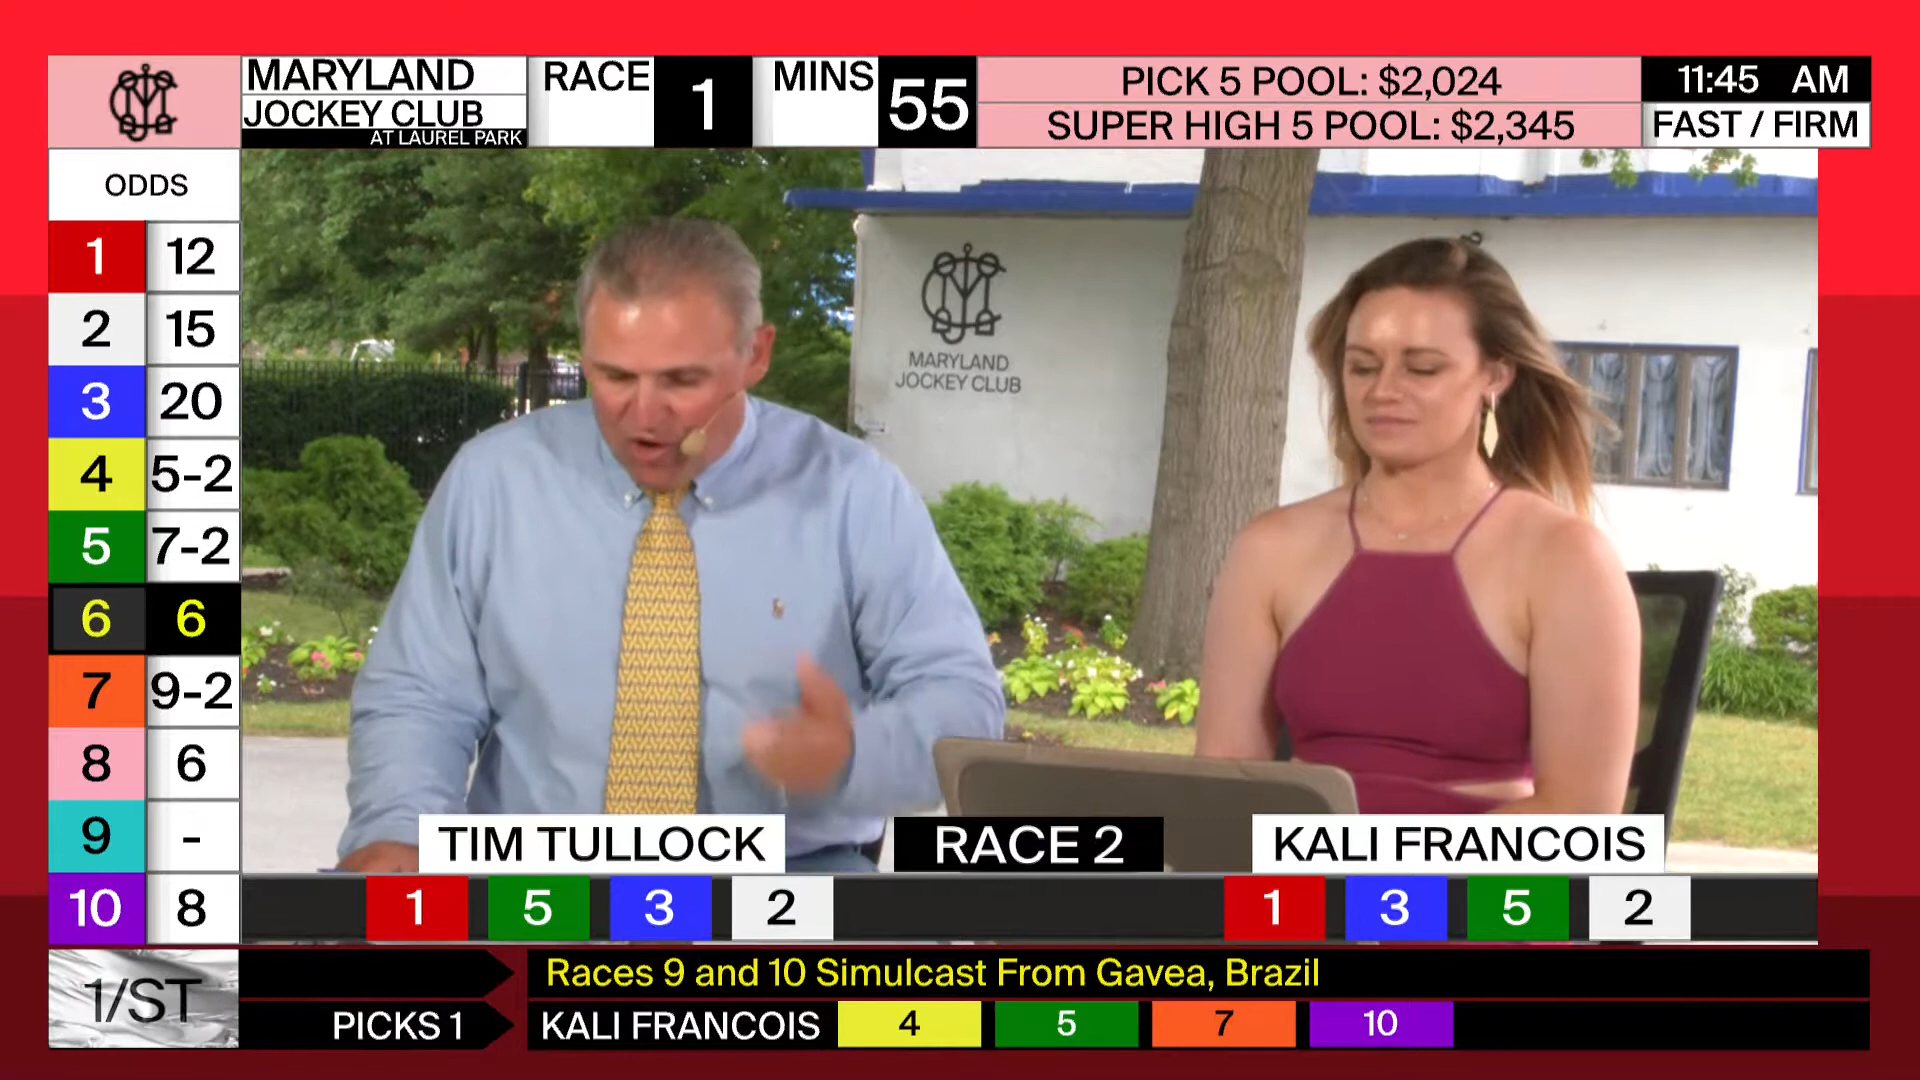 MARYLAND
JOCKEY CLUB
AT LAUREL PARK
RACE 1
MINS 55
PICK 5 POOL: $2,024
SUPER HIGH 5 POOL: $2,345
11:45 AM
FAST / FIRM
ODDS
1 12
2 15
3 20
4 5-2
5 7-2
6 6
7 9-2
8 6
9 -
10 8
MARYLAND
JOCKEY CLUB
TIM TULLOCK
RACE 2
KALI FRANCOIS
1 5 3 2
1 3 5 2
1/ST
Races 9 and 10 Simulcast From Gavea, Brazil
PICKS 1
KALI FRANCOIS 4 5 7 10